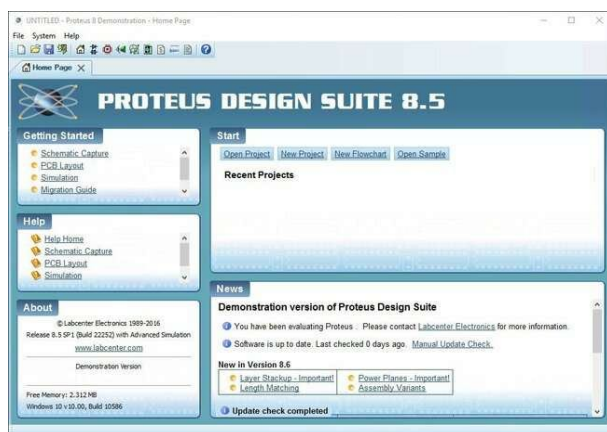 UNTITLED - Proteus 8 Demonstration - Home Page
File System Help
Home Page
PROTEUS DESIGN SUITE 8.5
Getting Started
Schematic Capture
PCB Layout
Simulation
Migration Guide
Help
Help Home
Schematic Capture
PCB Layout
Simulation
About
© Labcenter Electronics 1989-2016
Release 8.5 SP1 (Build 22252) with Advanced Simulation
www.labcenter.com
Demonstration Version
Free Memory: 2.312 MB
Windows 10 v10.00, Build 10586
Start
Open Project New Project New Flowchart Open Sample
Recent Projects
News
Demonstration version of Proteus Design Suite
You have been evaluating Proteus . Please contact Labcenter Electronics for more information.
Software is up to date. Last checked 0 days ago. Manual Update Check.
New in Version 8.6
Layer Stackup - Important! Power Planes - Important!
Length Matching Assembly Variants
Update check completed